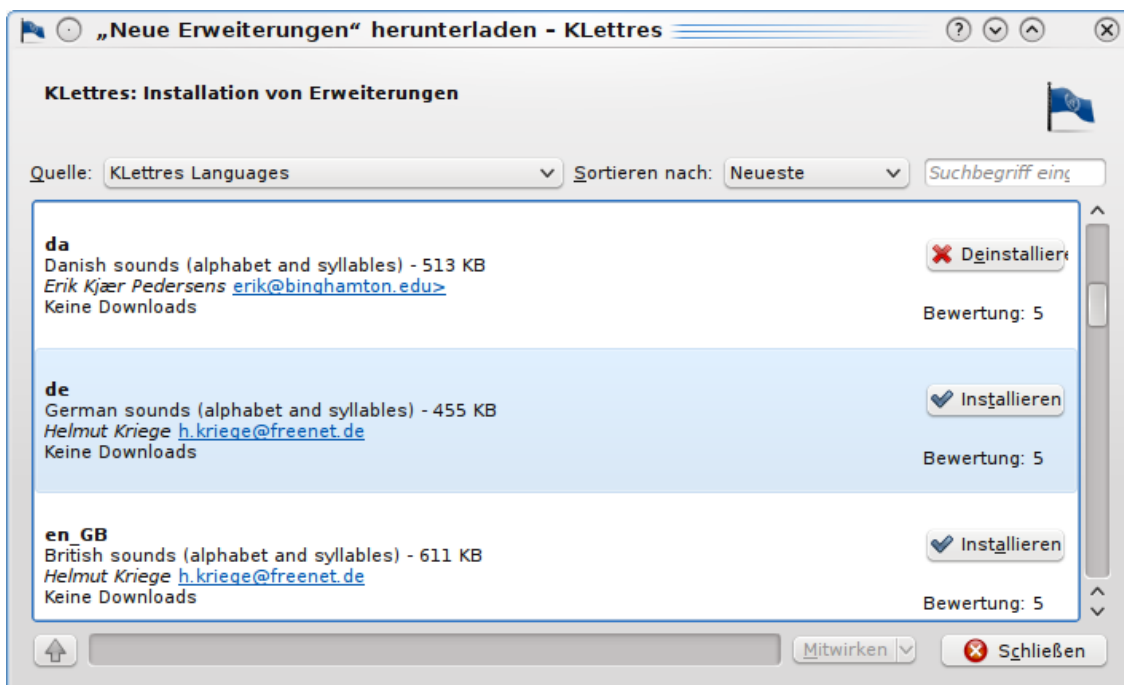 „Neue Erweiterungen“ herunterladen – KLettres
KLettres: Installation von Erweiterungen
Quelle: KLettres Languages Sortieren nach: Neueste Suchbegriff eing
da
Danish sounds (alphabet and syllables) - 513 KB
Deinstalliere
Erik Kjær Pedersens erik@binghamton.edu>
Keine Downloads
Bewertung: 5
de
German sounds (alphabet and syllables) - 455 KB
Installieren
Helmut Kriege h.kriege@freenet.de
Keine Downloads
Bewertung: 5
en_GB
British sounds (alphabet and syllables) - 611 KB
Installieren
Helmut Kriege h.kriege@freenet.de
Keine Downloads
Bewertung: 5
Mitwirken Schließen